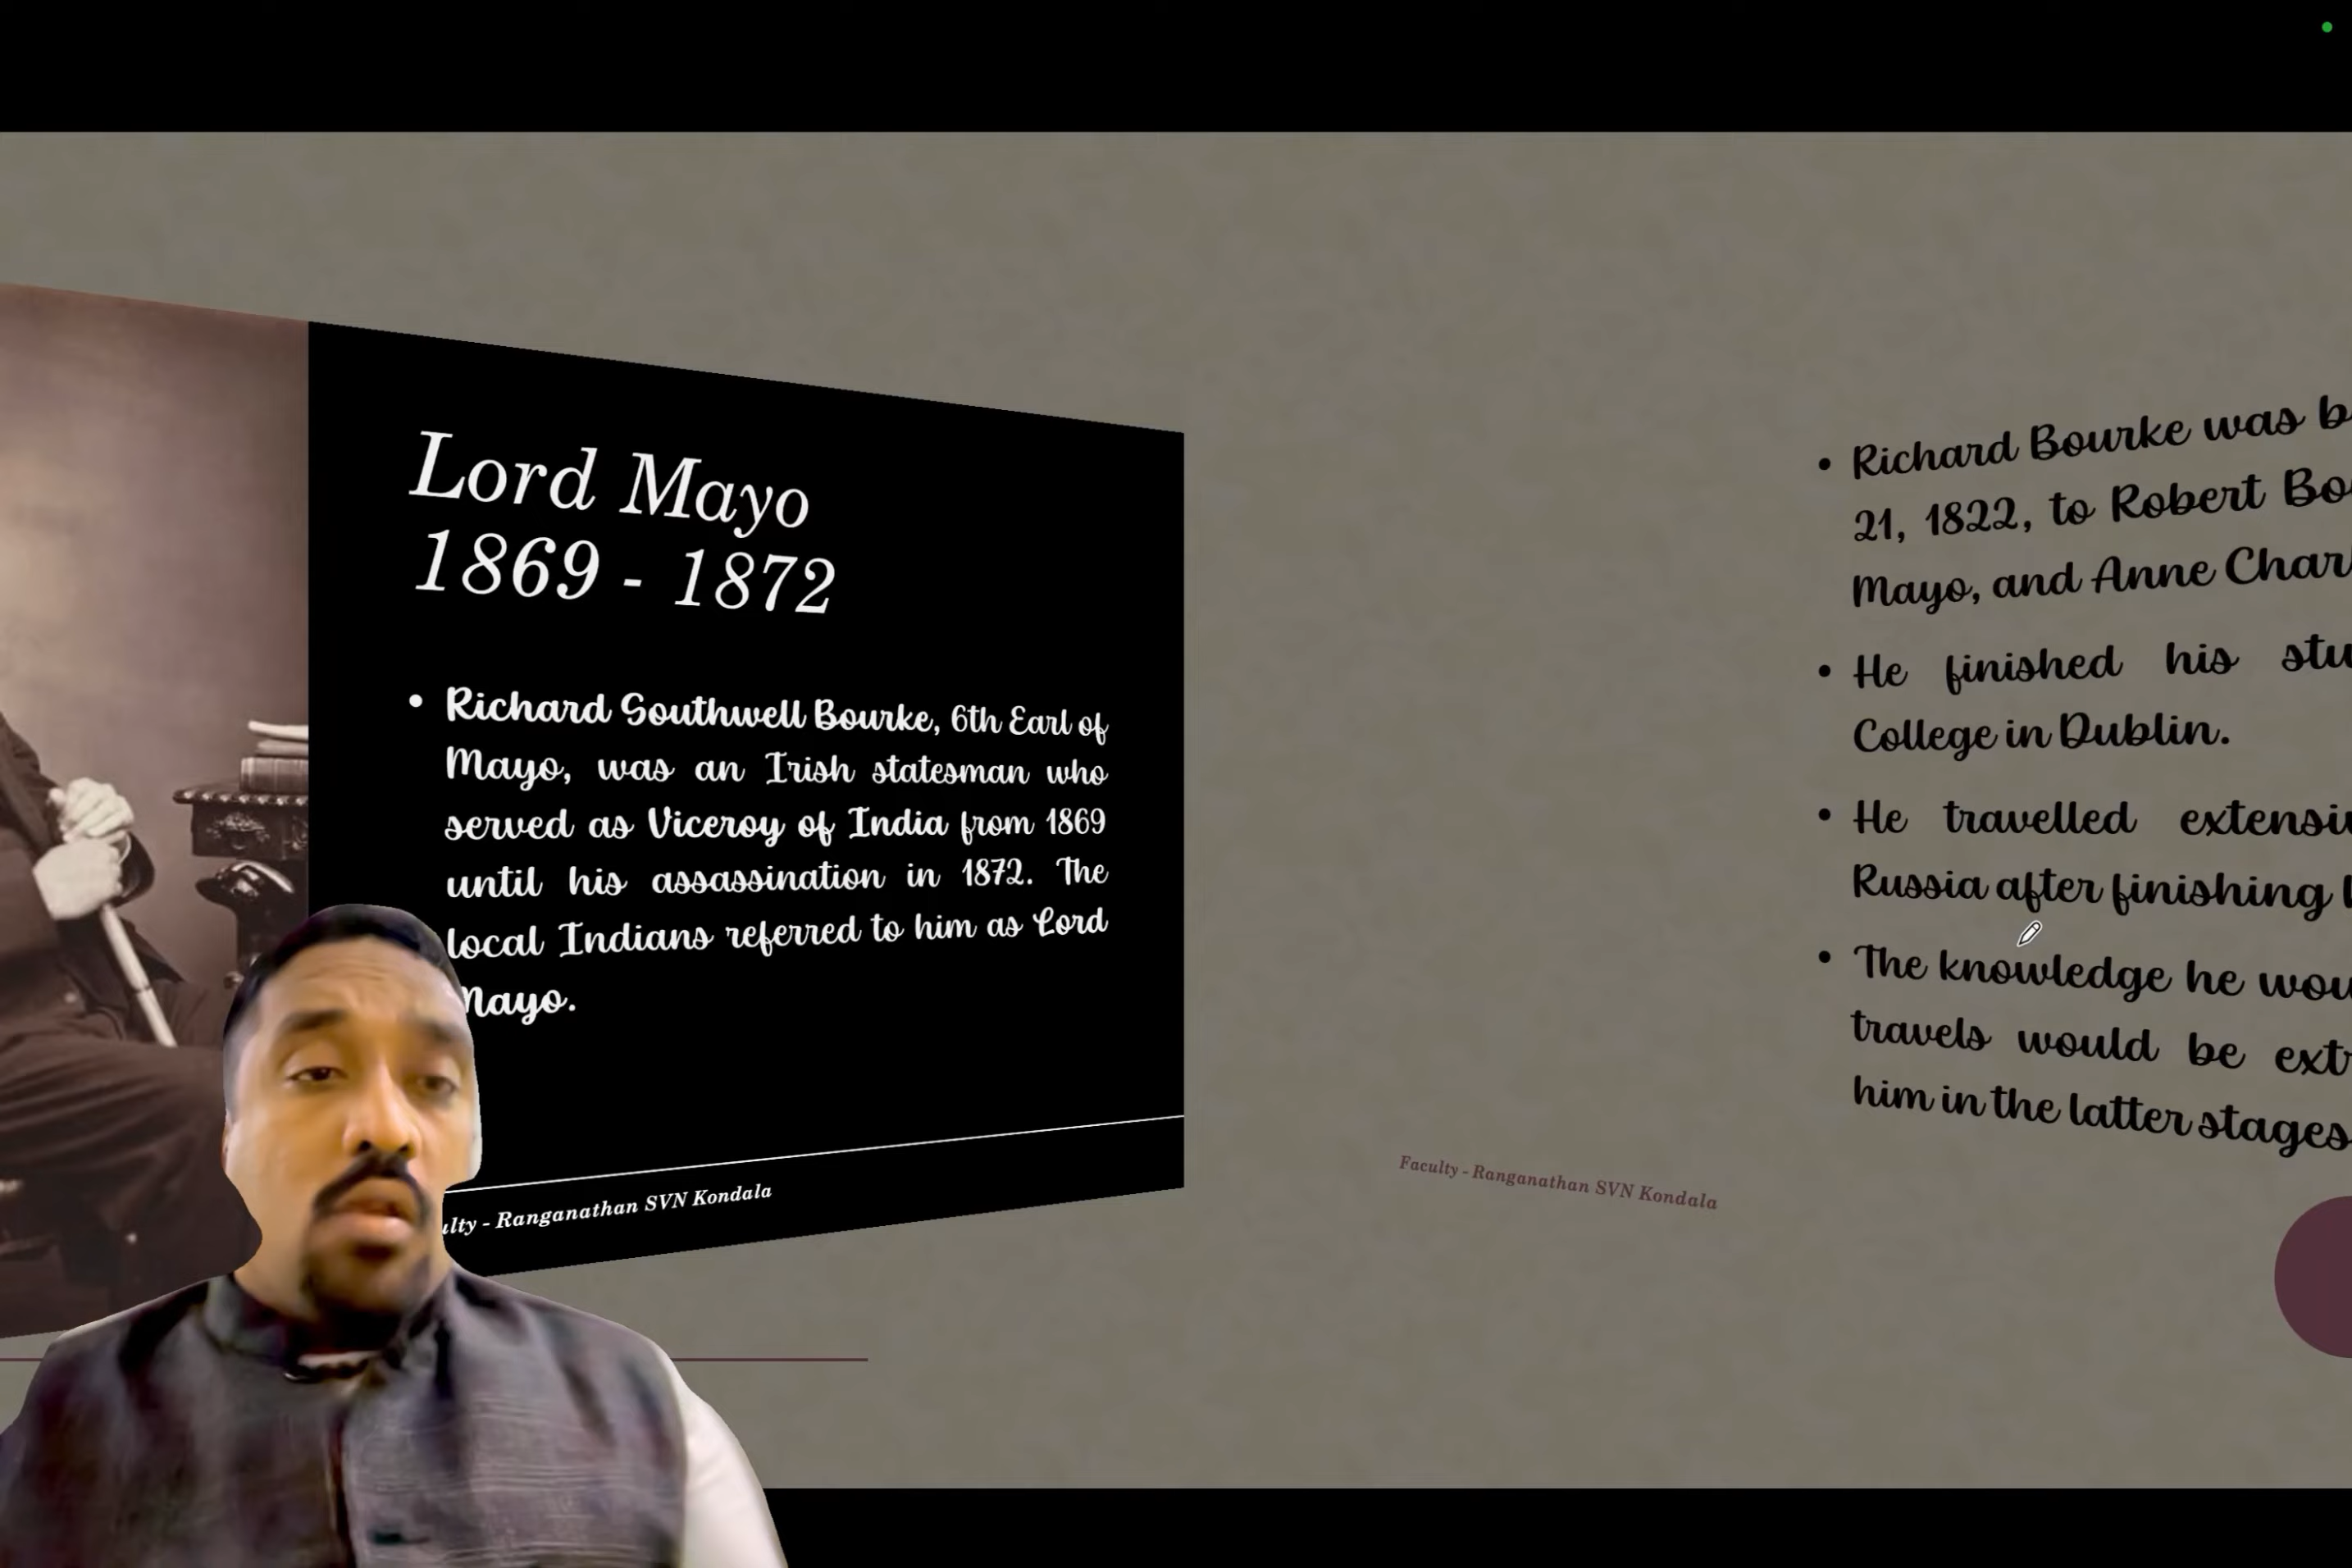 Lord Mayo
1869 - 1872
• Richard Southwell Bourke, 6th Earl of
Mayo, was an Irish statesman who
served as Viceroy of India from 1869
until his assassination in 1872. The
local Indians referred to him as Lord
Mayo.
Ranganathan SVN Kondala
• Richard Bourke was
21, 1822, to Robert
Mayo, and Anne
• He finished his
College in Dublin.
• He travelled
Russia after finishing
• The knowledge he
travels would be
him in the latter stages
Faculty - Ranganathan SVN Kondala